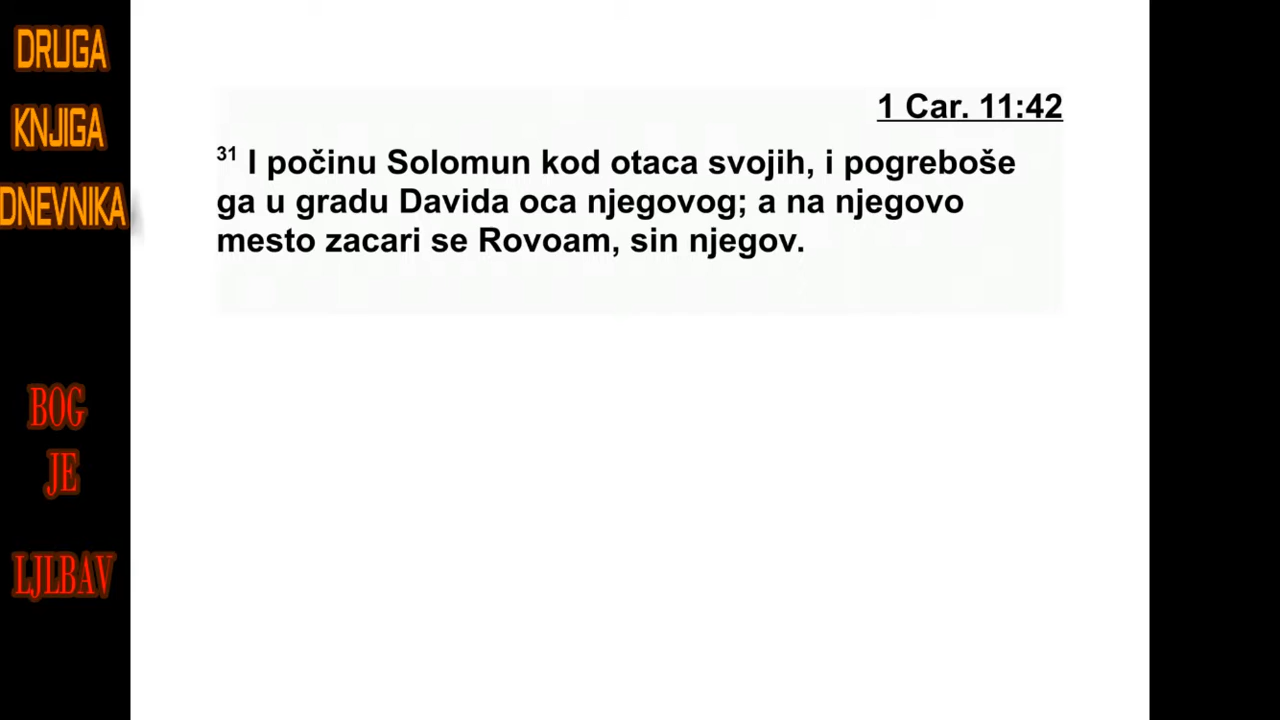 DRUGA
KNJIGA
DNEVNIKA
BOG
JE
LJLBAV
1 Car. 11:42
31 I počinu Solomun kod otaca svojih, i pogreboše
ga u gradu Davida oca njegovog; a na njegovo
mesto zacari se Rovoam, sin njegov.